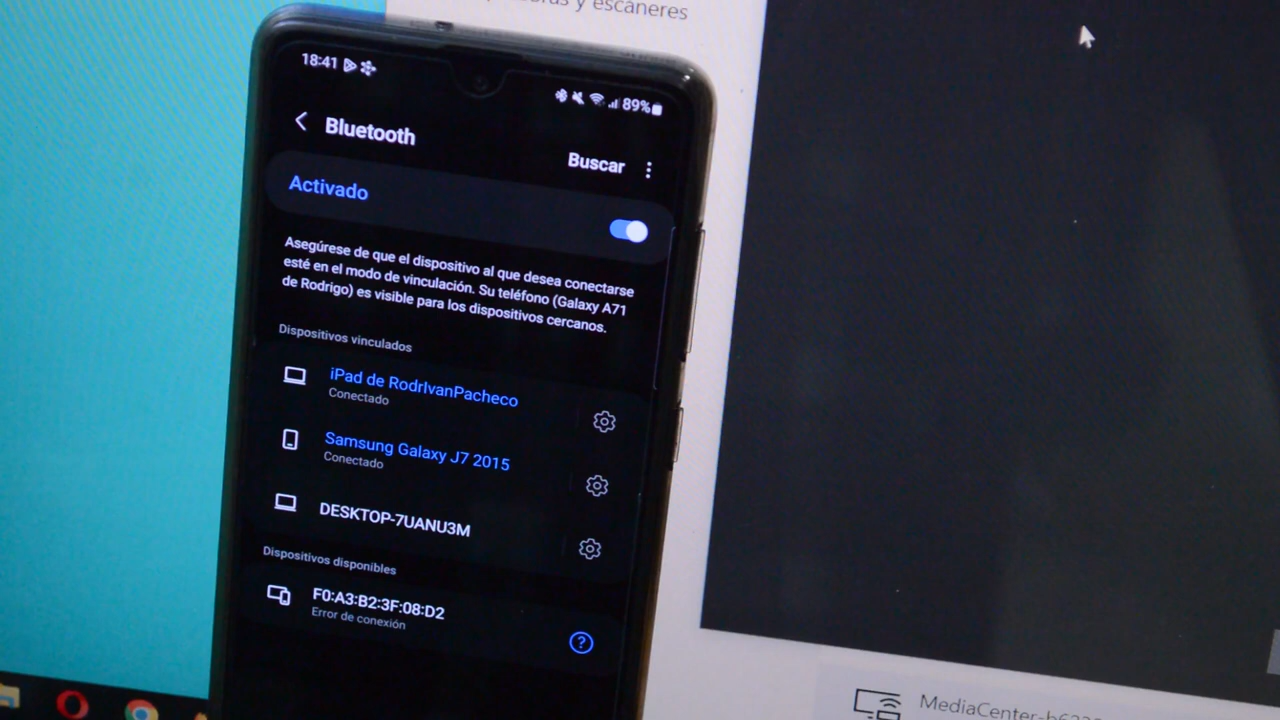 y escáneres
18:41
89%
Bluetooth
Buscar
Activado
Asegúrese de que el dispositivo al que desea conectarse
esté en el modo de vinculación. Su teléfono (Galaxy A71
de Rodrigo) es visible para los dispositivos cercanos.
Dispositivos vinculados
iPad de RodrIvanPacheco
Conectado
Samsung Galaxy J7 2015
Conectado
DESKTOP-7UANU3M
Dispositivos disponibles
F0:A3:B2:3F:08:D2
Error de conexión
?